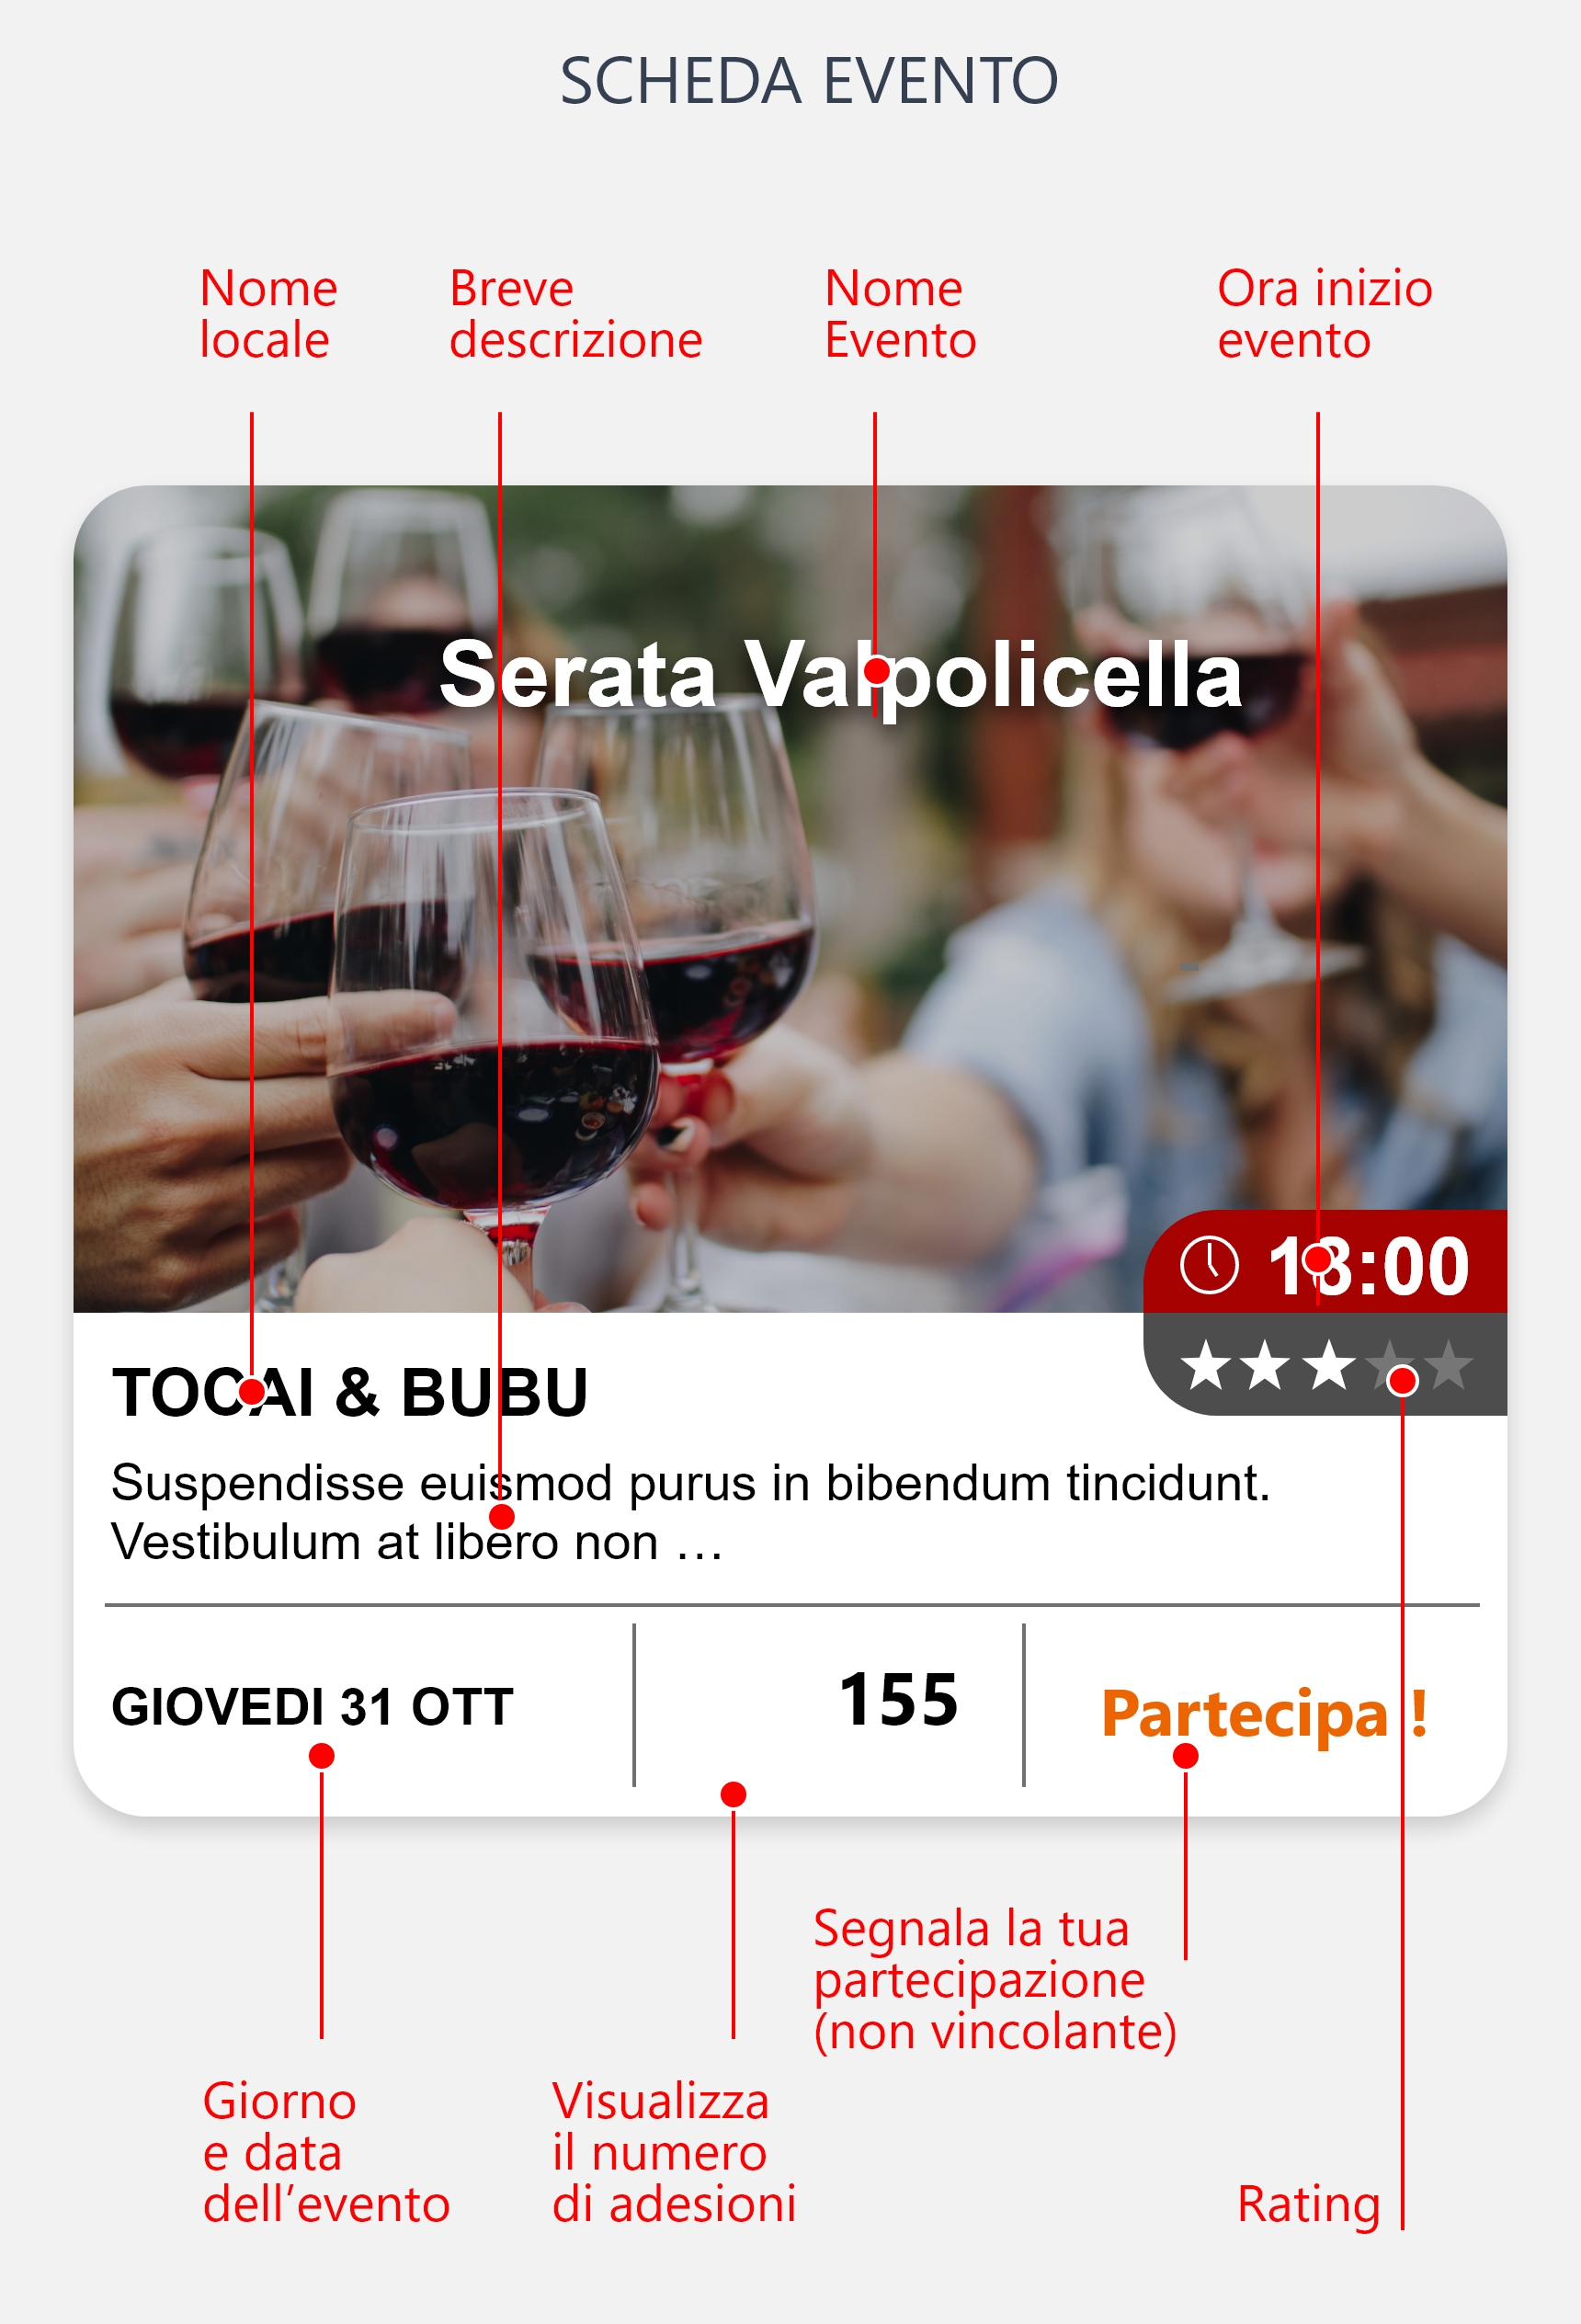 SCHEDA EVENTO
Nome
locale
Breve
descrizione
Nome
Evento
Ora inizio
evento
Serata Valpolicella
18:00
TOCAI & BUBU
Suspendisse euismod purus in bibendum tincidunt.
Vestibulum at libero non …
GIOVEDI 31 OTT
155
Partecipa !
Segnala la tua
partecipazione
(non vincolante)
Giorno
e data
dell’evento
Visualizza
il numero
di adesioni
Rating